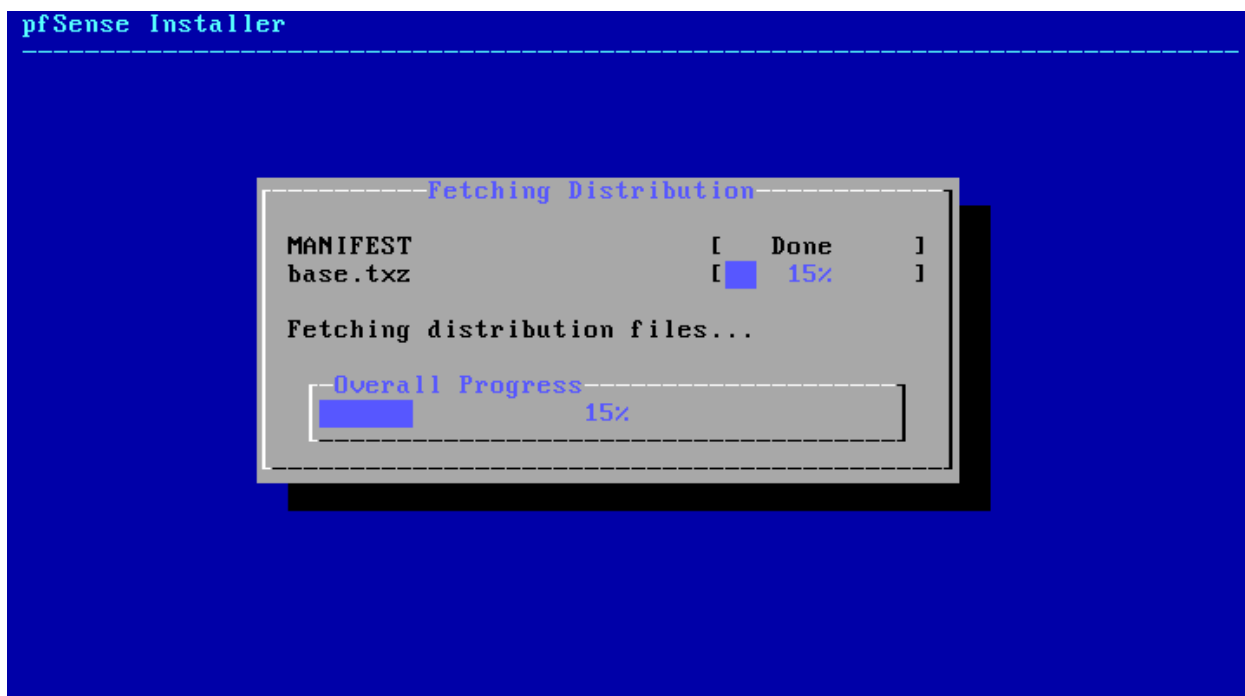 pfSense Installer
Fetching Distribution
MANIFEST [ Done ]
base.txz [ 15% ]
Fetching distribution files...
Overall Progress
15%